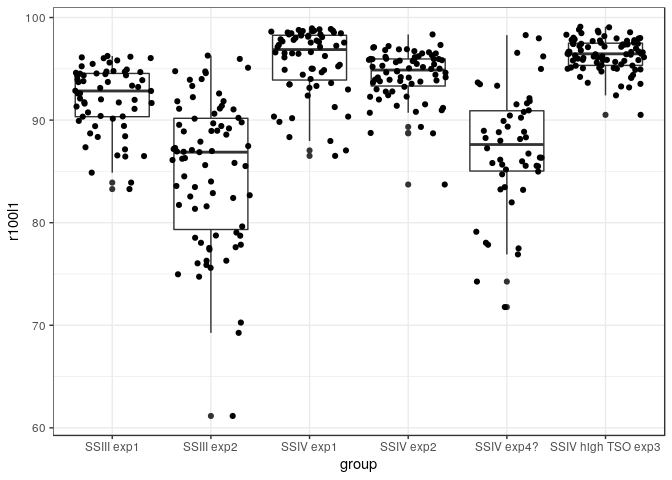 100
90
80
70
60
r100l1
SSIII exp1
SSIII exp2
SSIV exp1
SSIV exp2
SSIV exp4?
SSIV high TSO exp3
group